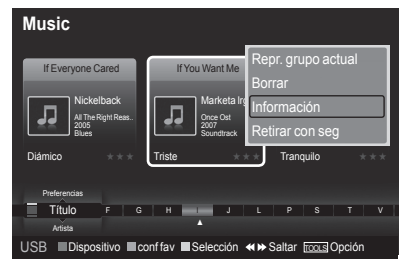 Music
If Everyone Cared
If You Want Me
Repr. grupo actual
Borrar
Información
Retirar con seg
Nickelback
All The Right Reas..
2005
Blues
Marketa Irg
Once Ost
2007
Soundtrack
Diámico ★★★
Triste ★★★
Tranquilo ★★★
Preferencias
Título F G H I J L P S T V
Artista
USB Dispositivo conf fav Selección Saltar TOOLS Opción